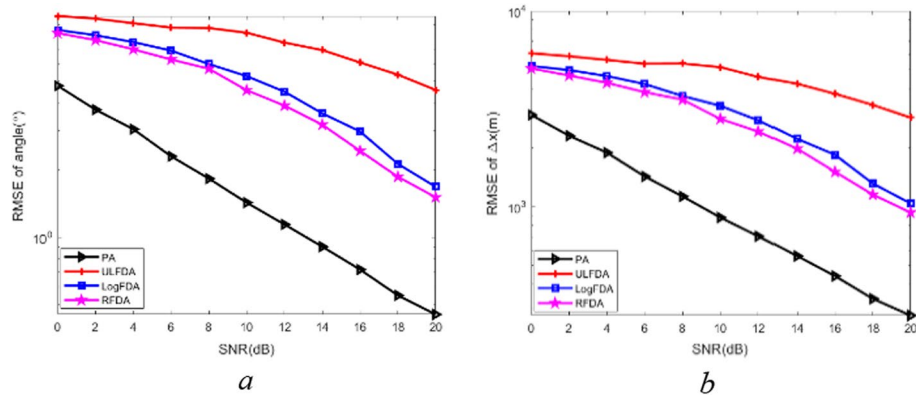 RMSE of angle(°)
10⁰
PA
ULFDA
LogFDA
RFDA
0 2 4 6 8 10 12 14 16 18 20
SNR(dB)
a
RMSE of Δx(m)
10⁴
10³
PA
ULFDA
LogFDA
RFDA
0 2 4 6 8 10 12 14 16 18 20
SNR(dB)
b